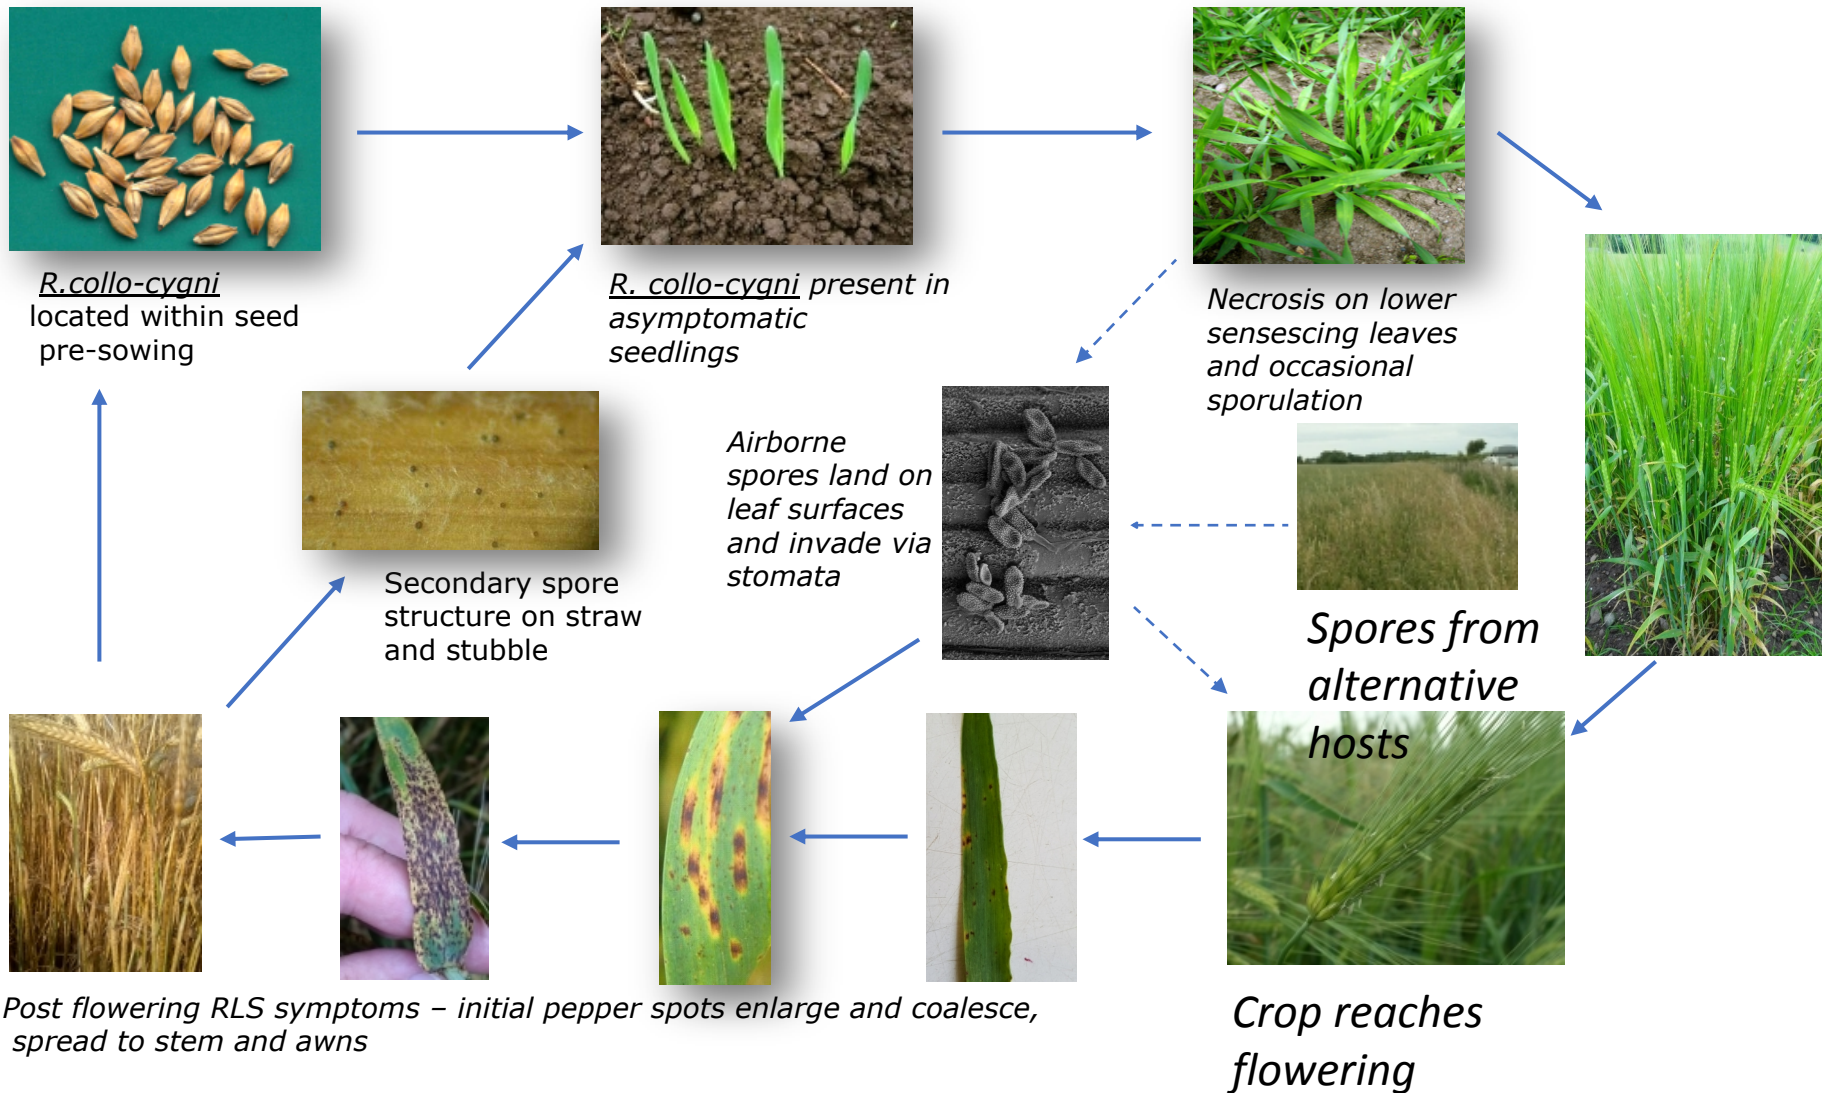 R.collo-cygni
located within seed
pre-sowing
R. collo-cygni present in
asymptomatic
seedlings
Necrosis on lower
sensescing leaves
and occasional
sporulation
Airborne
spores land on
leaf surfaces
and invade via
stomata
Secondary spore
structure on straw
and stubble
Spores from
alternative
hosts
Post flowering RLS symptoms – initial pepper spots enlarge and coalesce,
spread to stem and awns
Crop reaches
flowering